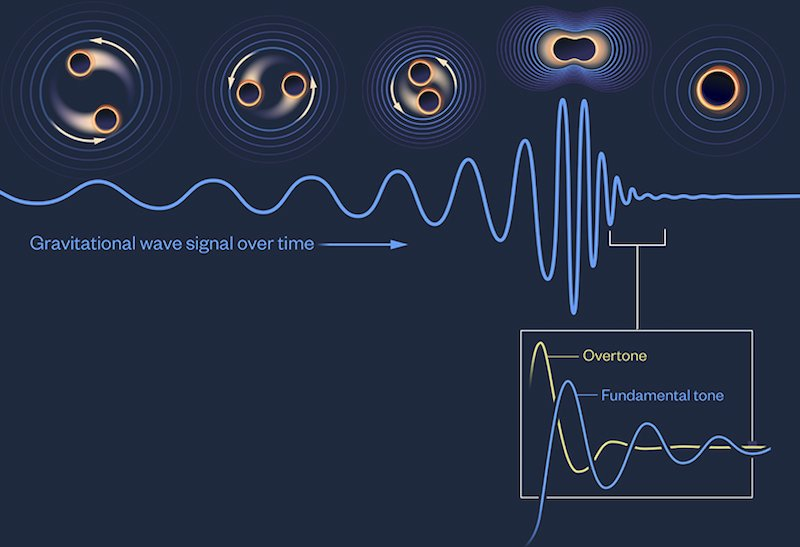 Gravitational wave signal over time
Overtone
Fundamental tone